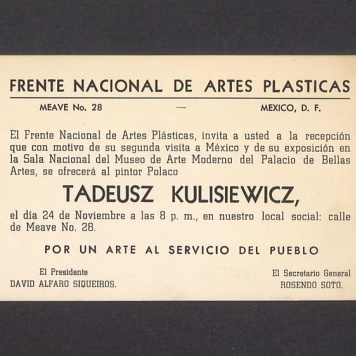 FRENTE NACIONAL DE ARTES PLASTICAS
MEAVE No. 28 — MEXICO, D. F.
El Frente Nacional de Artes Plásticas, invita a usted a la recepción
que con motivo de su segunda visita a México y de su exposición en
la Sala Nacional del Museo de Arte Moderno del Palacio de Bellas
Artes, se ofrecerá al pintor Polaco
TADEUSZ KULISIEWICZ,
el día 24 de Noviembre a las 8 p. m., en nuestro local social: calle
de Meave No. 28.
POR UN ARTE AL SERVICIO DEL PUEBLO
El Presidente
DAVID ALFARO SIQUEIROS.
El Secretario General
ROSENDO SOTO.